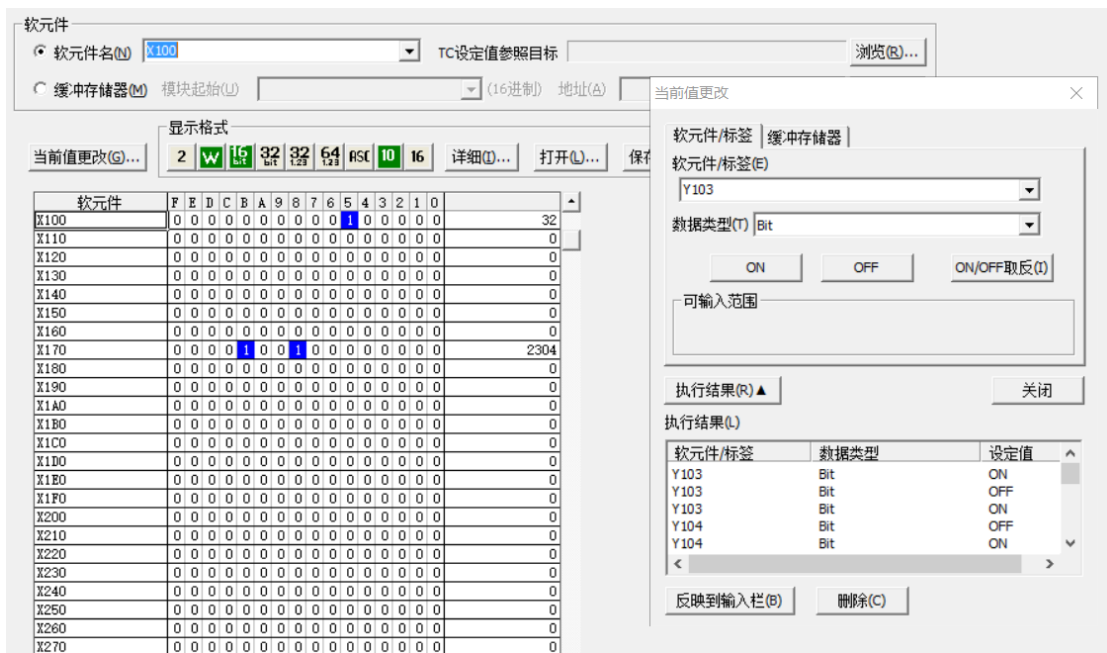 软元件
软元件名(N) X100 TC设定值参照目标 浏览(R)...
缓冲存储器(M) 模块起始(U) (16进制) 地址(A)
显示格式
当前值更改(G)... 2 W 16 bit 32 bit 32 1.23 64 1.23 ASC 10 16 详细(I)... 打开(L)...
软元件 F E D C B A 9 8 7 6 5 4 3 2 1 0
X100 0 0 0 0 0 0 0 0 0 0 1 0 0 0 0 0 32
X110 0 0 0 0 0 0 0 0 0 0 0 0 0 0 0 0 0
X120 0 0 0 0 0 0 0 0 0 0 0 0 0 0 0 0 0
X130 0 0 0 0 0 0 0 0 0 0 0 0 0 0 0 0 0
X140 0 0 0 0 0 0 0 0 0 0 0 0 0 0 0 0 0
X150 0 0 0 0 0 0 0 0 0 0 0 0 0 0 0 0 0
X160 0 0 0 0 0 0 0 0 0 0 0 0 0 0 0 0 0
X170 0 0 0 0 1 0 0 1 0 0 0 0 0 0 0 0 2304
X180 0 0 0 0 0 0 0 0 0 0 0 0 0 0 0 0 0
X190 0 0 0 0 0 0 0 0 0 0 0 0 0 0 0 0 0
X1A0 0 0 0 0 0 0 0 0 0 0 0 0 0 0 0 0 0
X1B0 0 0 0 0 0 0 0 0 0 0 0 0 0 0 0 0 0
X1C0 0 0 0 0 0 0 0 0 0 0 0 0 0 0 0 0 0
X1D0 0 0 0 0 0 0 0 0 0 0 0 0 0 0 0 0 0
X1E0 0 0 0 0 0 0 0 0 0 0 0 0 0 0 0 0 0
X1F0 0 0 0 0 0 0 0 0 0 0 0 0 0 0 0 0 0
X200 0 0 0 0 0 0 0 0 0 0 0 0 0 0 0 0 0
X210 0 0 0 0 0 0 0 0 0 0 0 0 0 0 0 0 0
X220 0 0 0 0 0 0 0 0 0 0 0 0 0 0 0 0 0
X230 0 0 0 0 0 0 0 0 0 0 0 0 0 0 0 0 0
X240 0 0 0 0 0 0 0 0 0 0 0 0 0 0 0 0 0
X250 0 0 0 0 0 0 0 0 0 0 0 0 0 0 0 0 0
X260 0 0 0 0 0 0 0 0 0 0 0 0 0 0 0 0 0
X270 0 0 0 0 0 0 0 0 0 0 0 0 0 0 0 0 0
当前值更改
软元件/标签 缓冲存储器
软元件/标签(E)
Y103
数据类型(T) Bit
ON OFF ON/OFF取反(I)
可输入范围
执行结果(R)▲ 关闭
执行结果(L)
软元件/标签 数据类型 设定值
Y103 Bit ON
Y103 Bit OFF
Y103 Bit ON
Y104 Bit OFF
Y104 Bit ON
反映到输入栏(B) 删除(C)